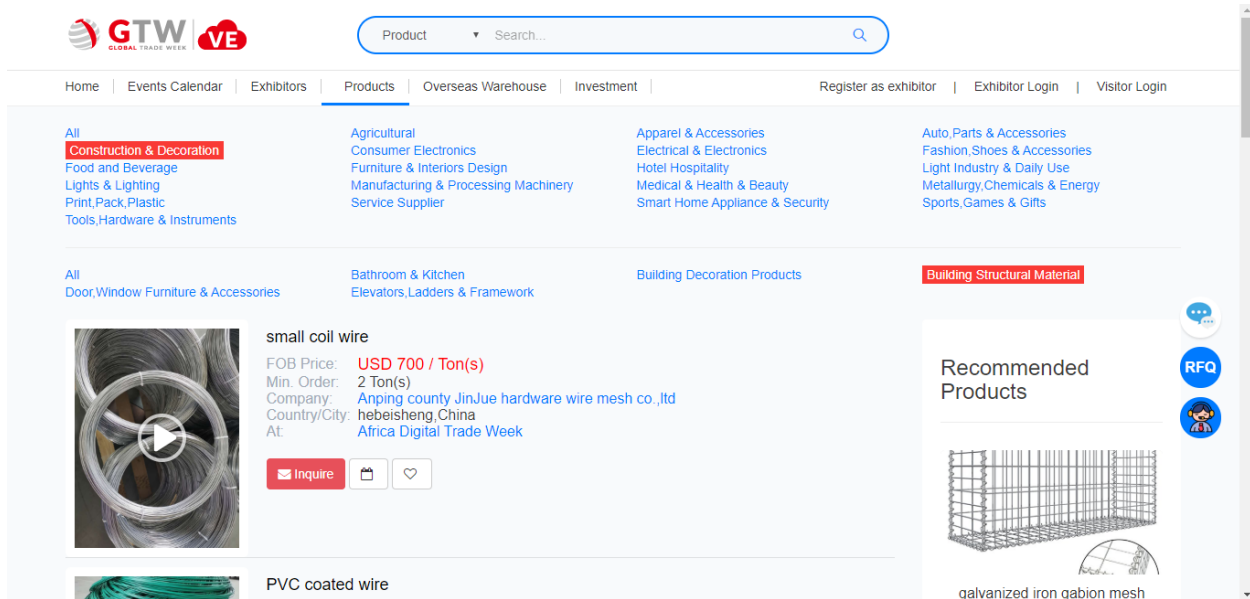 GTW
GLOBAL TRADE WEEK
VE
Product ▼ Search...
Home Events Calendar Exhibitors Products Overseas Warehouse Investment Register as exhibitor | Exhibitor Login | Visitor Login
All Agricultural Apparel & Accessories Auto,Parts & Accessories
Construction & Decoration Consumer Electronics Electrical & Electronics Fashion,Shoes & Accessories
Food and Beverage Furniture & Interiors Design Hotel Hospitality Light Industry & Daily Use
Lights & Lighting Manufacturing & Processing Machinery Medical & Health & Beauty Metallurgy,Chemicals & Energy
Print,Pack,Plastic Service Supplier Smart Home Appliance & Security Sports,Games & Gifts
Tools,Hardware & Instruments
All Bathroom & Kitchen Building Decoration Products Building Structural Material
Door,Window Furniture & Accessories Elevators,Ladders & Framework
small coil wire
FOB Price: USD 700 / Ton(s)
Min. Order: 2 Ton(s)
Company: Anping county JinJue hardware wire mesh co.,ltd
Country/City: hebeisheng,China
At: Africa Digital Trade Week
Inquire
PVC coated wire
Recommended
Products
galvanized iron gabion mesh
RFQ